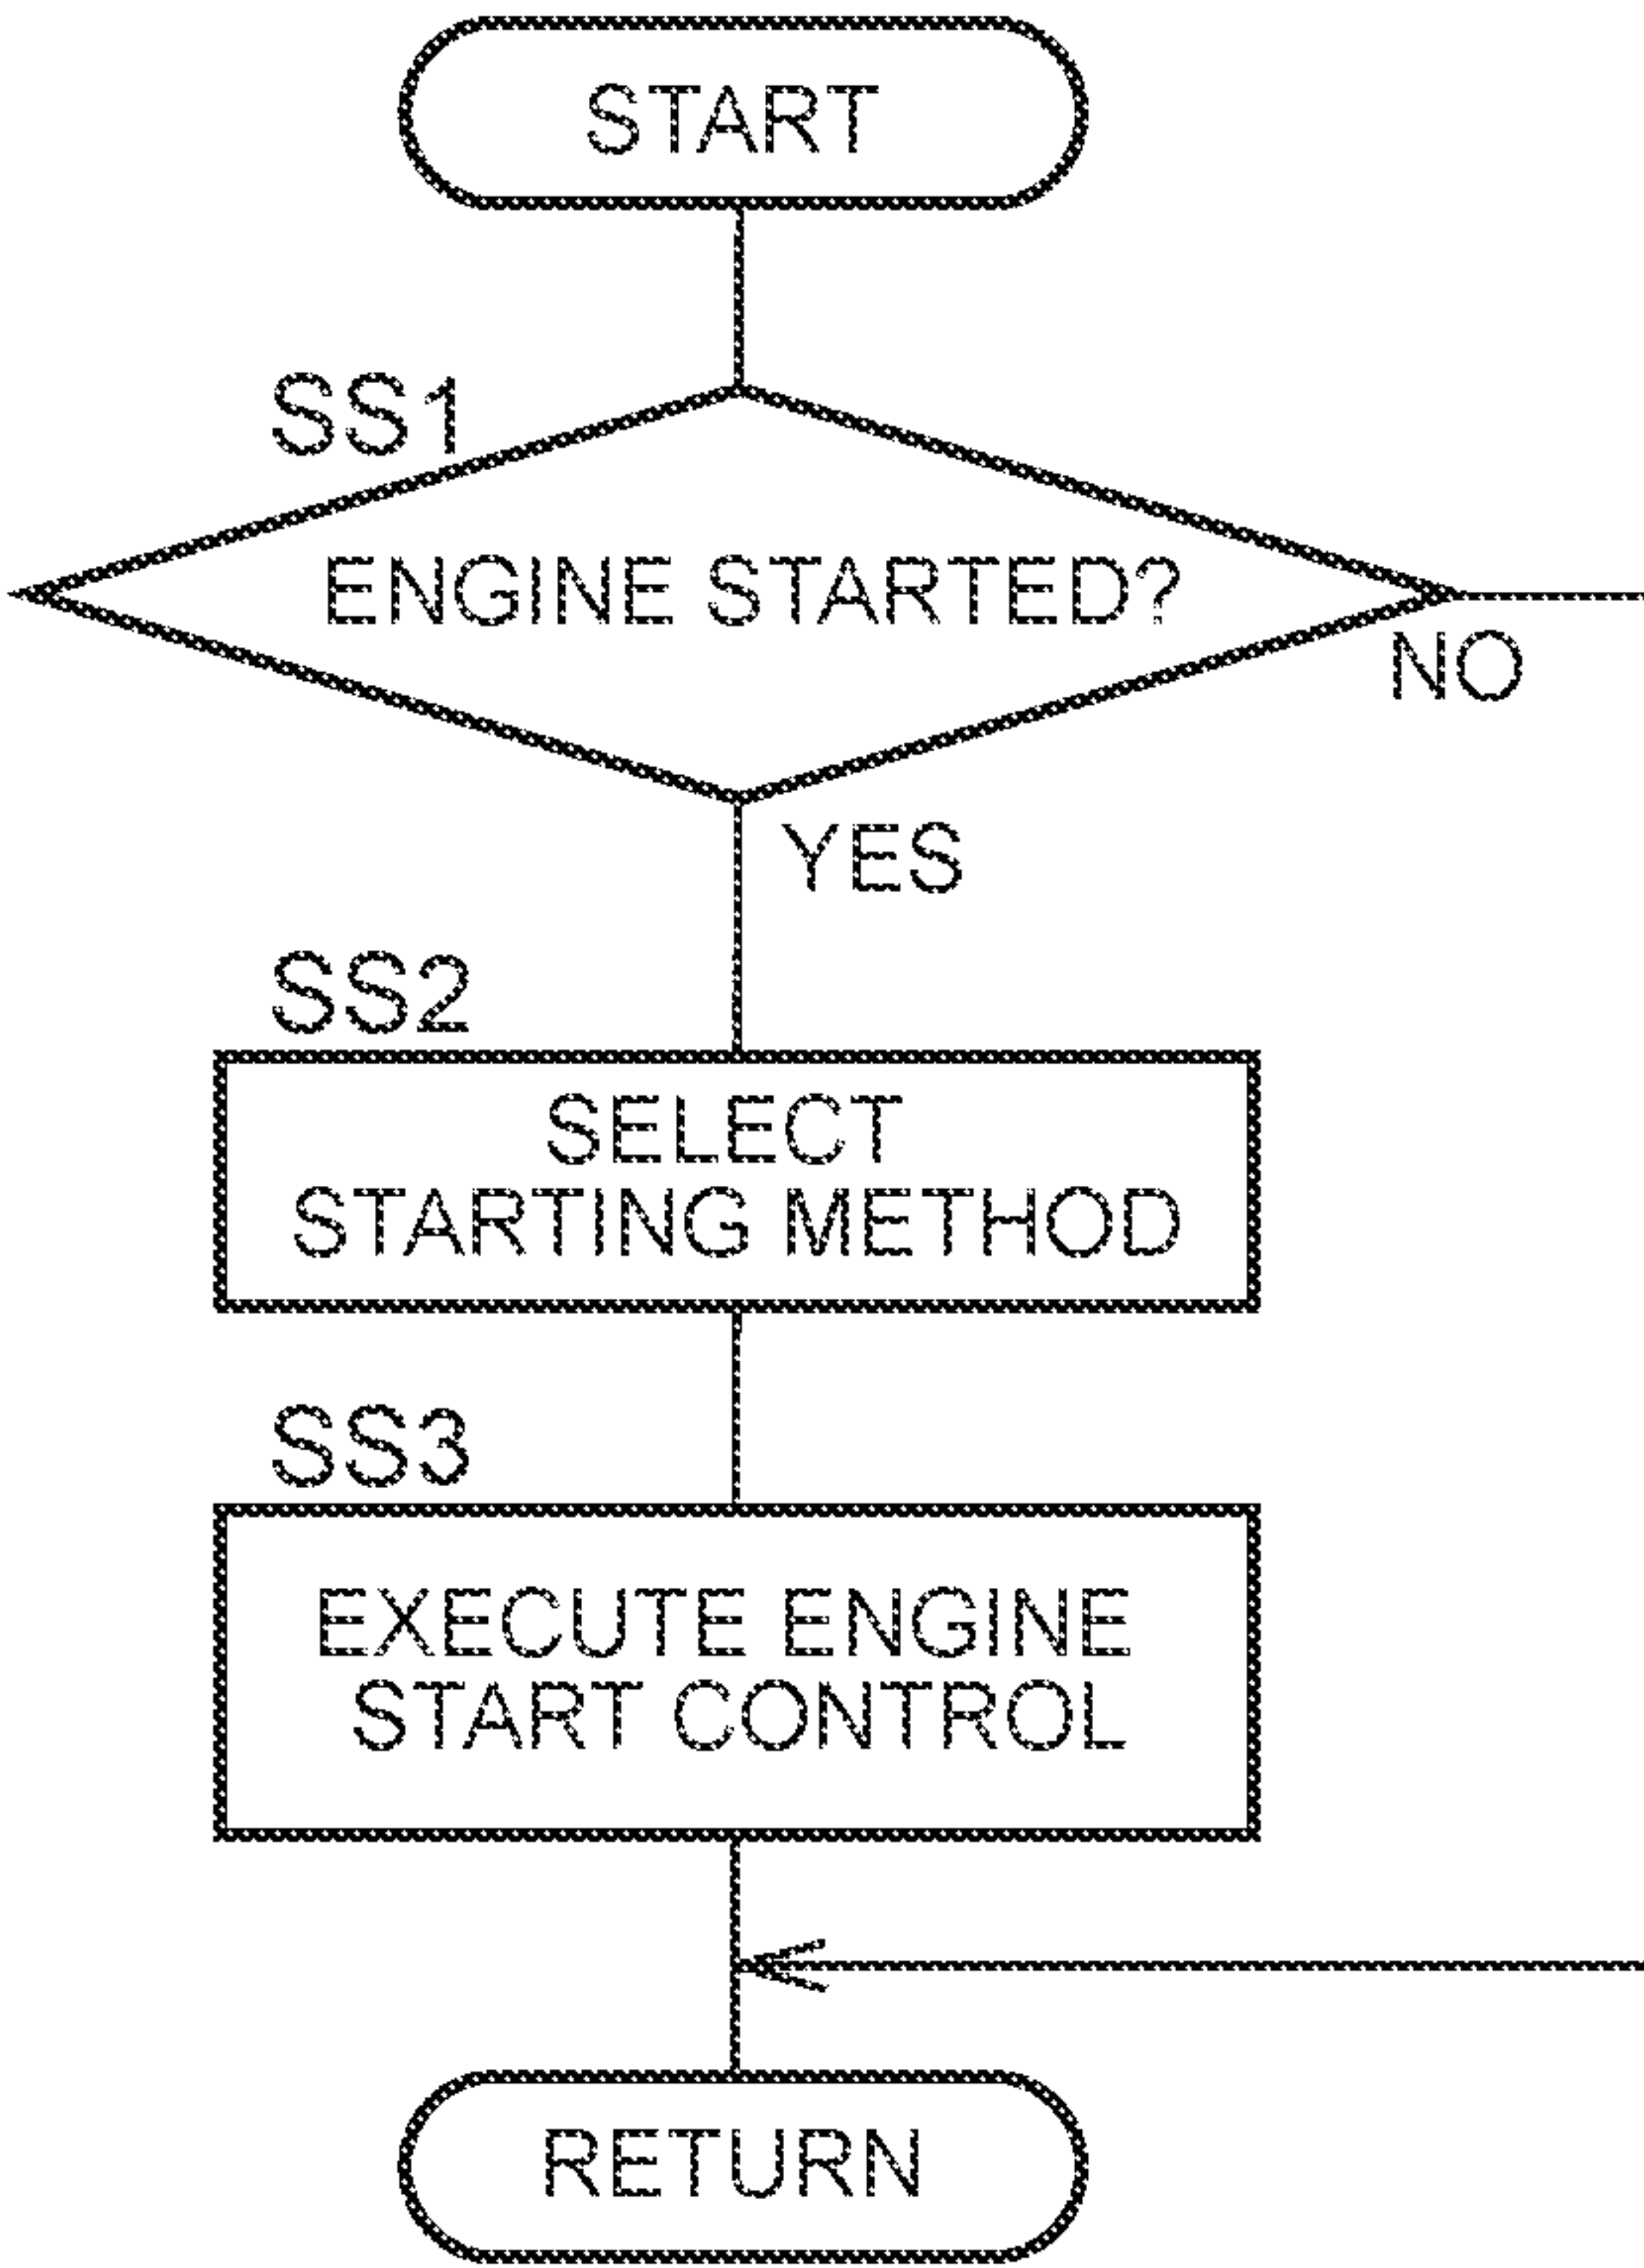 START
SS1
ENGINE STARTED?
NO
YES
SS2
SELECT
STARTING METHOD
SS3
EXECUTE ENGINE
START CONTROL
RETURN